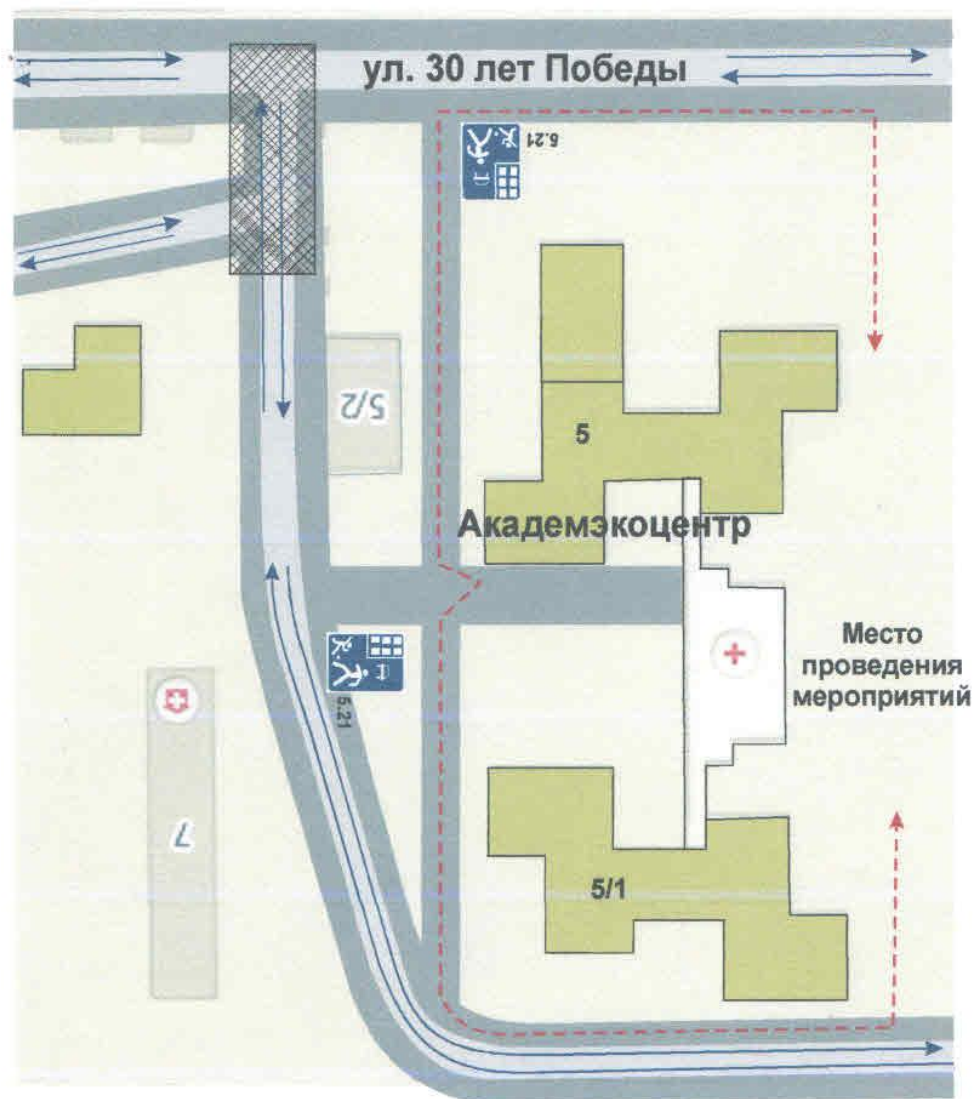 ул. 30 лет Победы
5.21
5/2
5
Академэкоцентр
Место
проведения
мероприятий
5.21
7
5/1